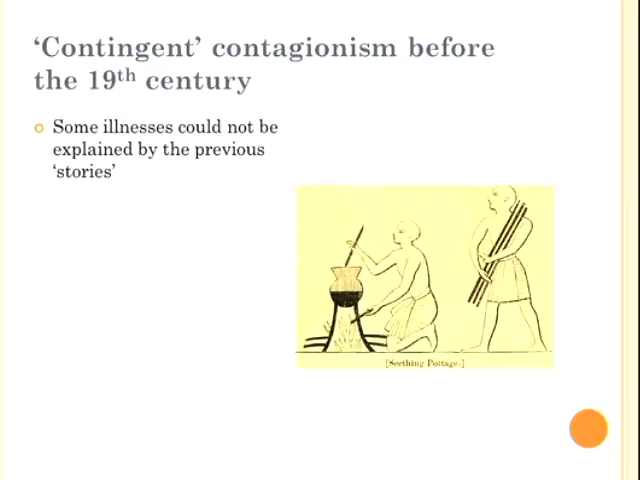 ‘Contingent’ contagionism before
the 19th century
Some illnesses could not be
explained by the previous
‘stories’
[Seething Pottage.]